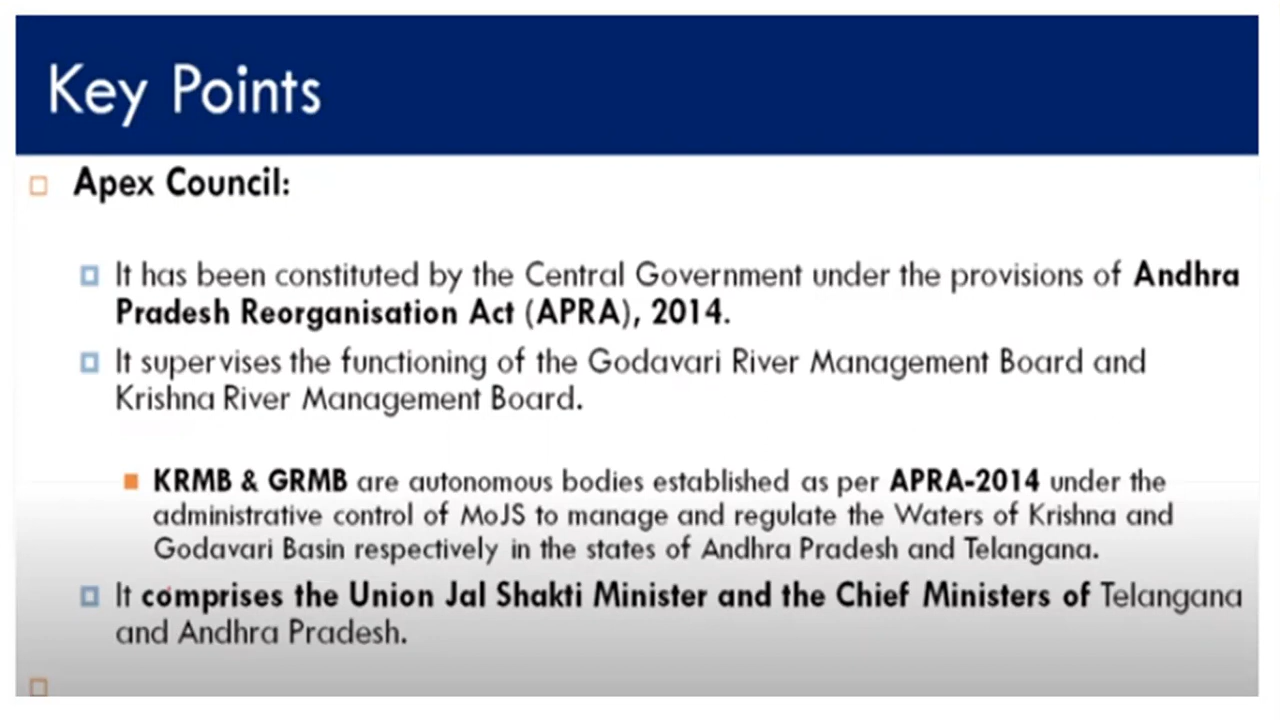 Key Points
Apex Council:
It has been constituted by the Central Government under the provisions of Andhra
Pradesh Reorganisation Act (APRA), 2014.
It supervises the functioning of the Godavari River Management Board and
Krishna River Management Board.
KRMB & GRMB are autonomous bodies established as per APRA-2014 under the
administrative control of MoJS to manage and regulate the Waters of Krishna and
Godavari Basin respectively in the states of Andhra Pradesh and Telangana.
It comprises the Union Jal Shakti Minister and the Chief Ministers of Telangana
and Andhra Pradesh.